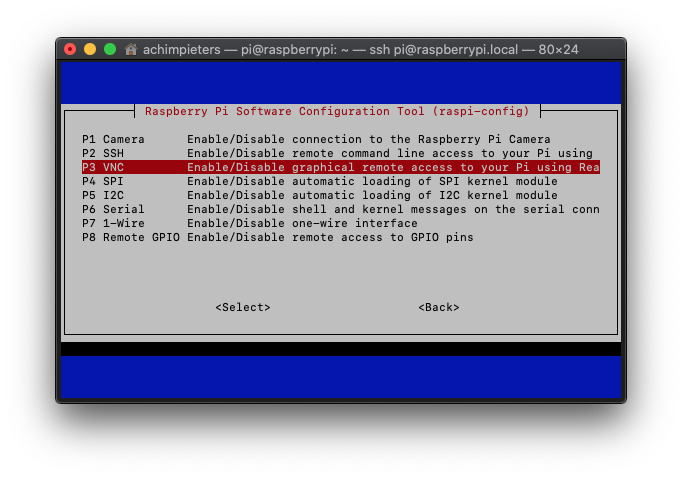 achimpieters — pi@raspberrypi: ~ — ssh pi@raspberrypi.local — 80×24
Raspberry Pi Software Configuration Tool (raspi-config)
P1 Camera Enable/Disable connection to the Raspberry Pi Camera
P2 SSH Enable/Disable remote command line access to your Pi using
P3 VNC Enable/Disable graphical remote access to your Pi using Rea
P4 SPI Enable/Disable automatic loading of SPI kernel module
P5 I2C Enable/Disable automatic loading of I2C kernel module
P6 Serial Enable/Disable shell and kernel messages on the serial conn
P7 1-Wire Enable/Disable one-wire interface
P8 Remote GPIO Enable/Disable remote access to GPIO pins
<Select> <Back>